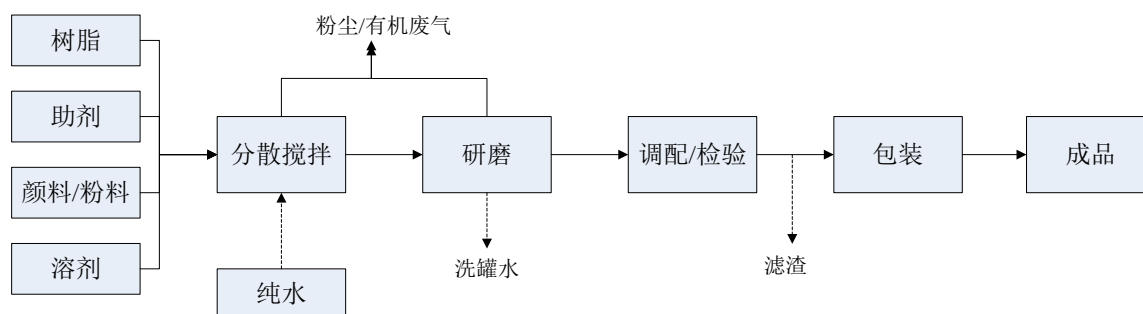 粉尘/有机废气
树脂
助剂
颜料/粉料
溶剂
分散搅拌
研磨
调配/检验
包装
成品
纯水
洗罐水
滤渣